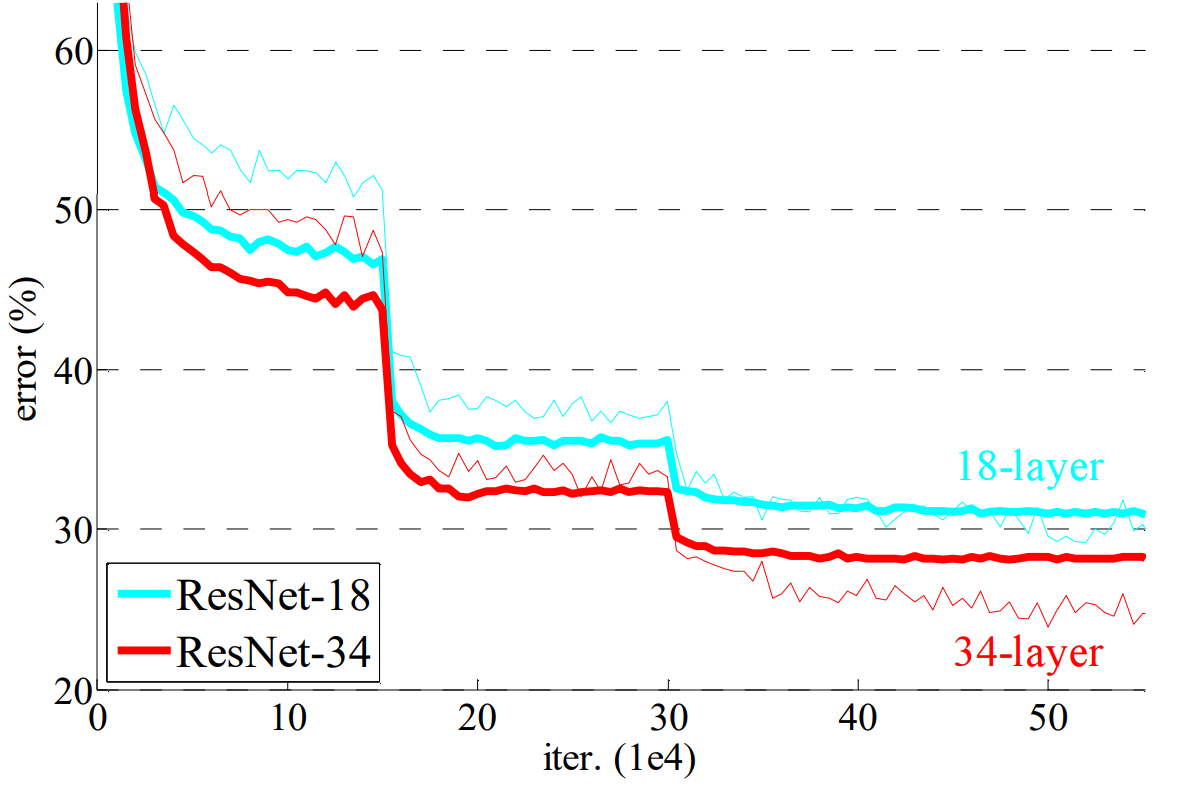 60
50
40
30
20
error (%)
18-layer
34-layer
ResNet-18
ResNet-34
0 10 20 30 40 50
iter. (1e4)